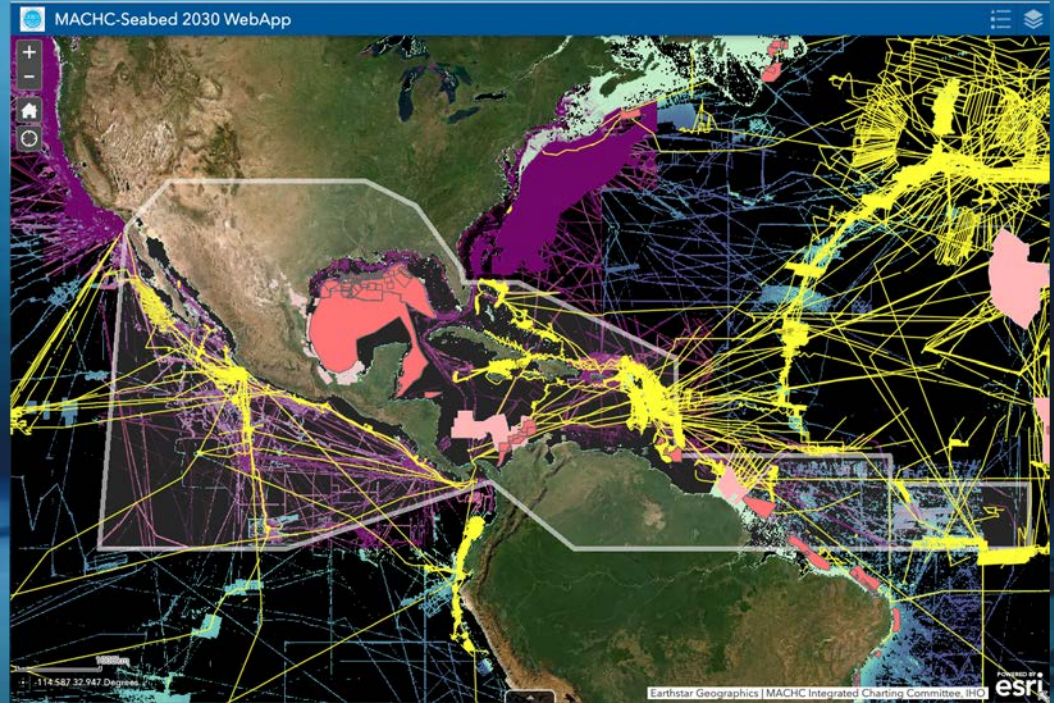 MACHC-Seabed 2030 WebApp
+
−
1000km
-114.587 32.947 Degrees
Earthstar Geographics | MACHC Integrated Charting Committee, IHO
POWERED BY
esri